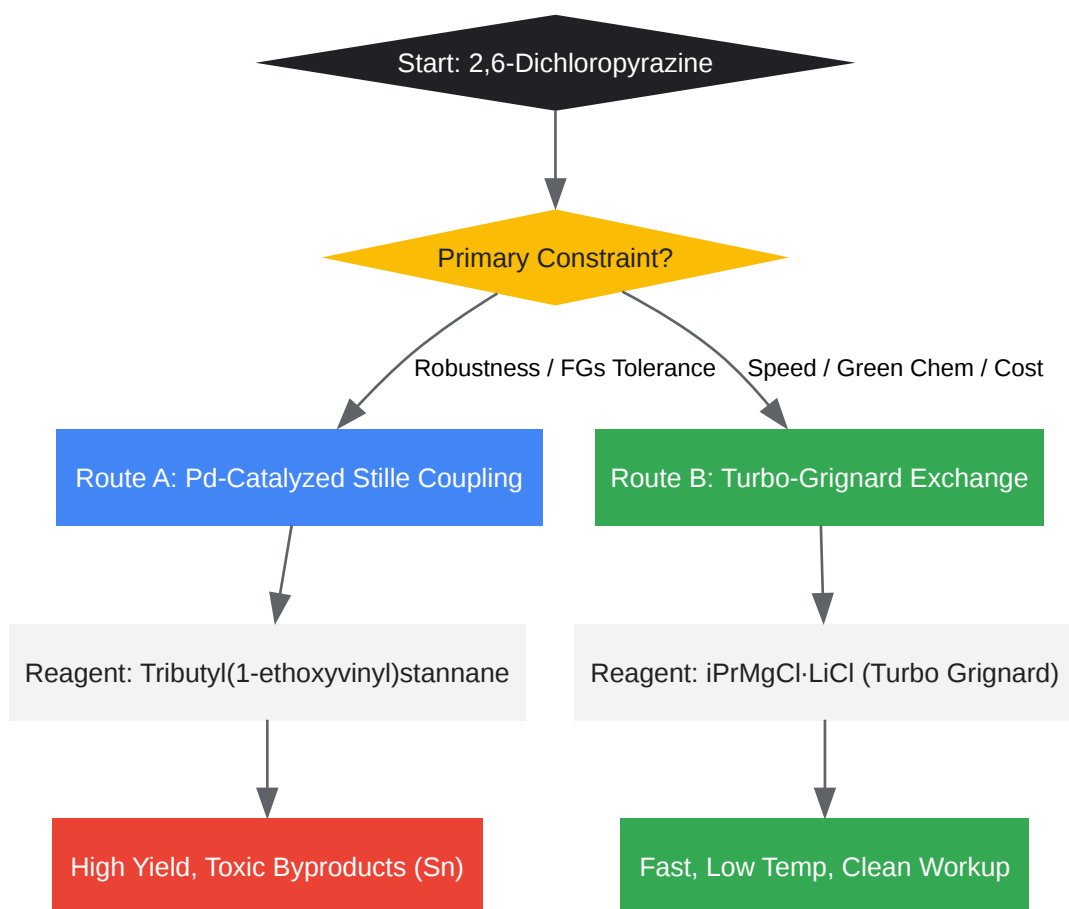 Start: 2,6-Dichloropyrazine
Primary Constraint?
Robustness / FGs Tolerance
Speed / Green Chem / Cost
Route A: Pd-Catalyzed Stille Coupling
Route B: Turbo-Grignard Exchange
Reagent: Tributyl(1-ethoxyvinyl)stannane
Reagent: iPrMgCl·LiCl (Turbo Grignard)
High Yield, Toxic Byproducts (Sn)
Fast, Low Temp, Clean Workup